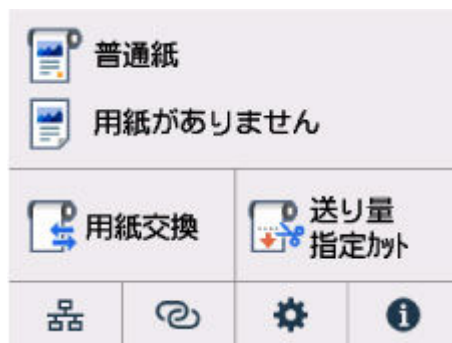 普通紙
用紙がありません
用紙交換
送り量
指定ｶｯﾄ